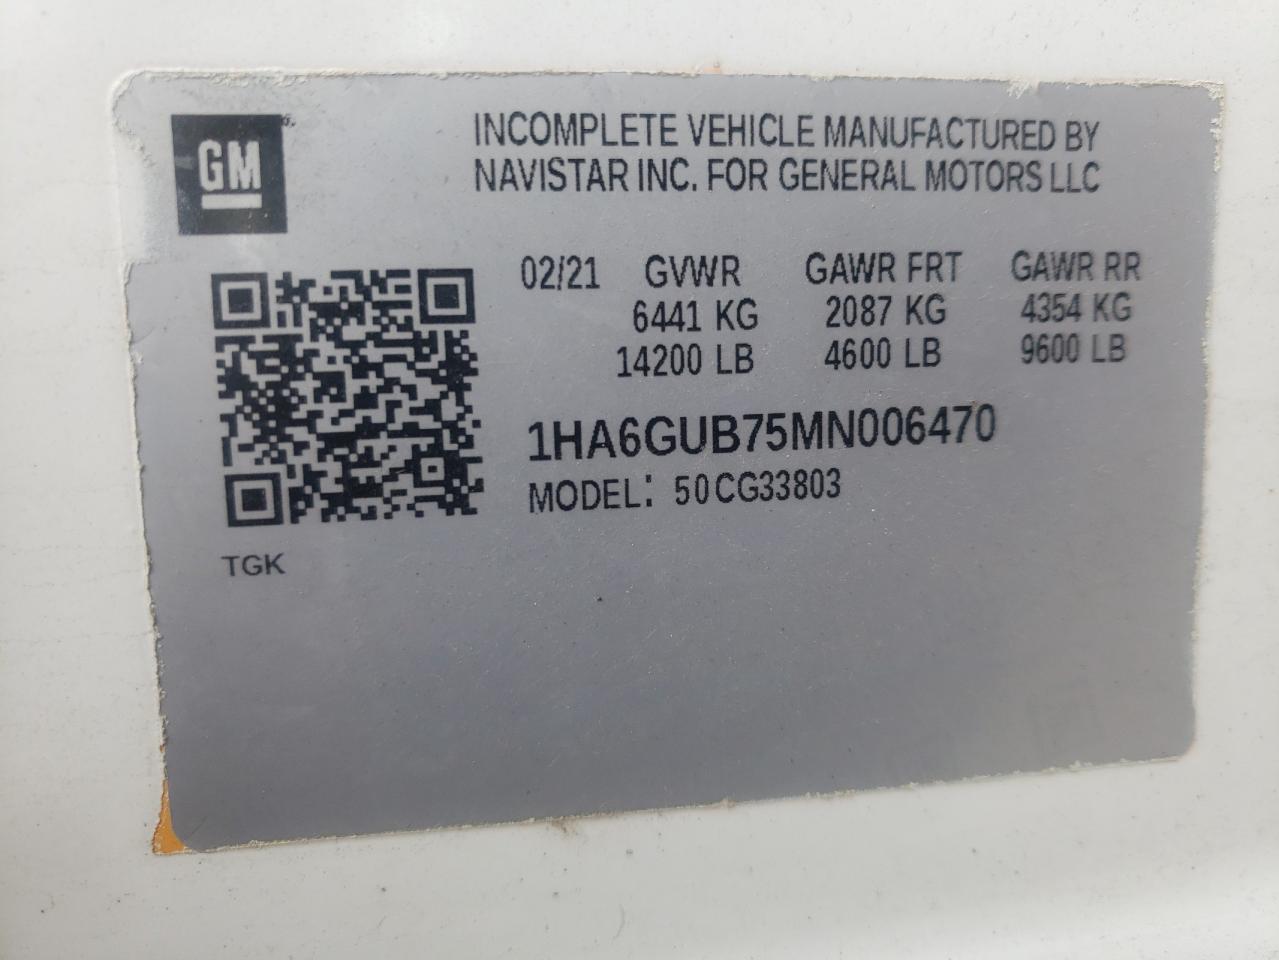 GM
INCOMPLETE VEHICLE MANUFACTURED BY
NAVISTAR INC. FOR GENERAL MOTORS LLC
02/21 GVWR GAWR FRT GAWR RR
6441 KG 2087 KG 4354 KG
14200 LB 4600 LB 9600 LB
1HA6GUB75MN006470
MODEL: 50CG33803
TGK